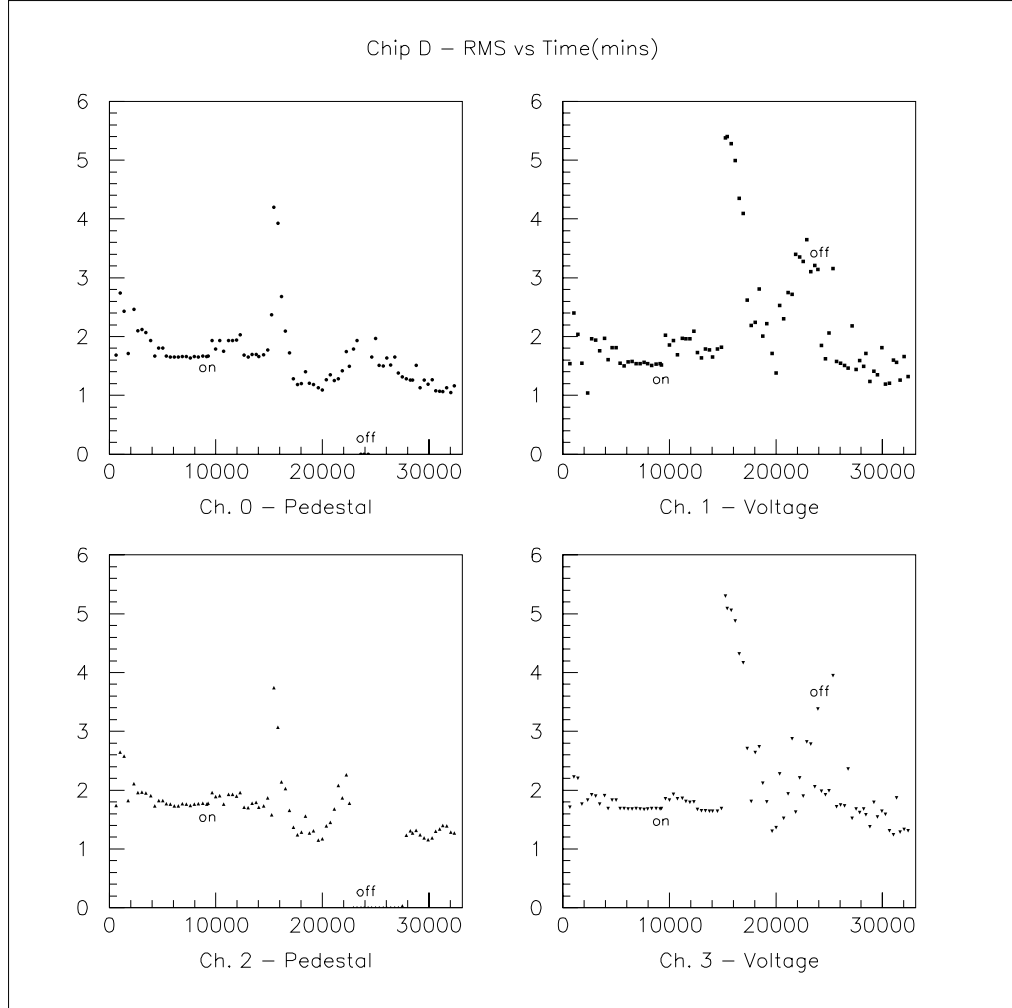 Chip D – RMS vs Time(mins)
6
5
4
3
2
1
0
on
off
0 10000 20000 30000
Ch. 0 – Pedestal
6
5
4
3
2
1
0
on
off
0 10000 20000 30000
Ch. 1 – Voltage
6
5
4
3
2
1
0
on
off
0 10000 20000 30000
Ch. 2 – Pedestal
6
5
4
3
2
1
0
on
off
0 10000 20000 30000
Ch. 3 – Voltage